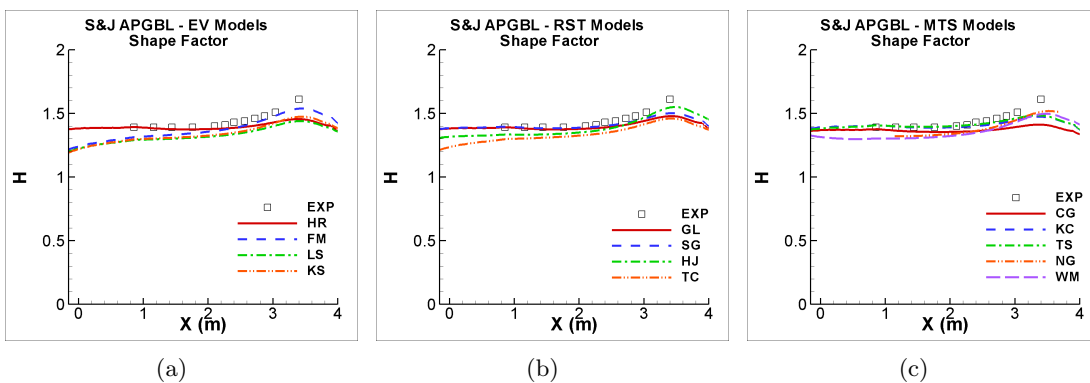 S&J APGBL - EV Models
Shape Factor
2
1.5
1
0.5
0
H
0
1
2
3
4
X (m)
EXP
HR
FM
LS
KS
(a)
S&J APGBL - RST Models
Shape Factor
2
1.5
1
0.5
0
H
0
1
2
3
4
X (m)
EXP
GL
SG
HJ
TC
(b)
S&J APGBL - MTS Models
Shape Factor
2
1.5
1
0.5
0
H
0
1
2
3
4
X (m)
EXP
CG
KC
TS
NG
WM
(c)